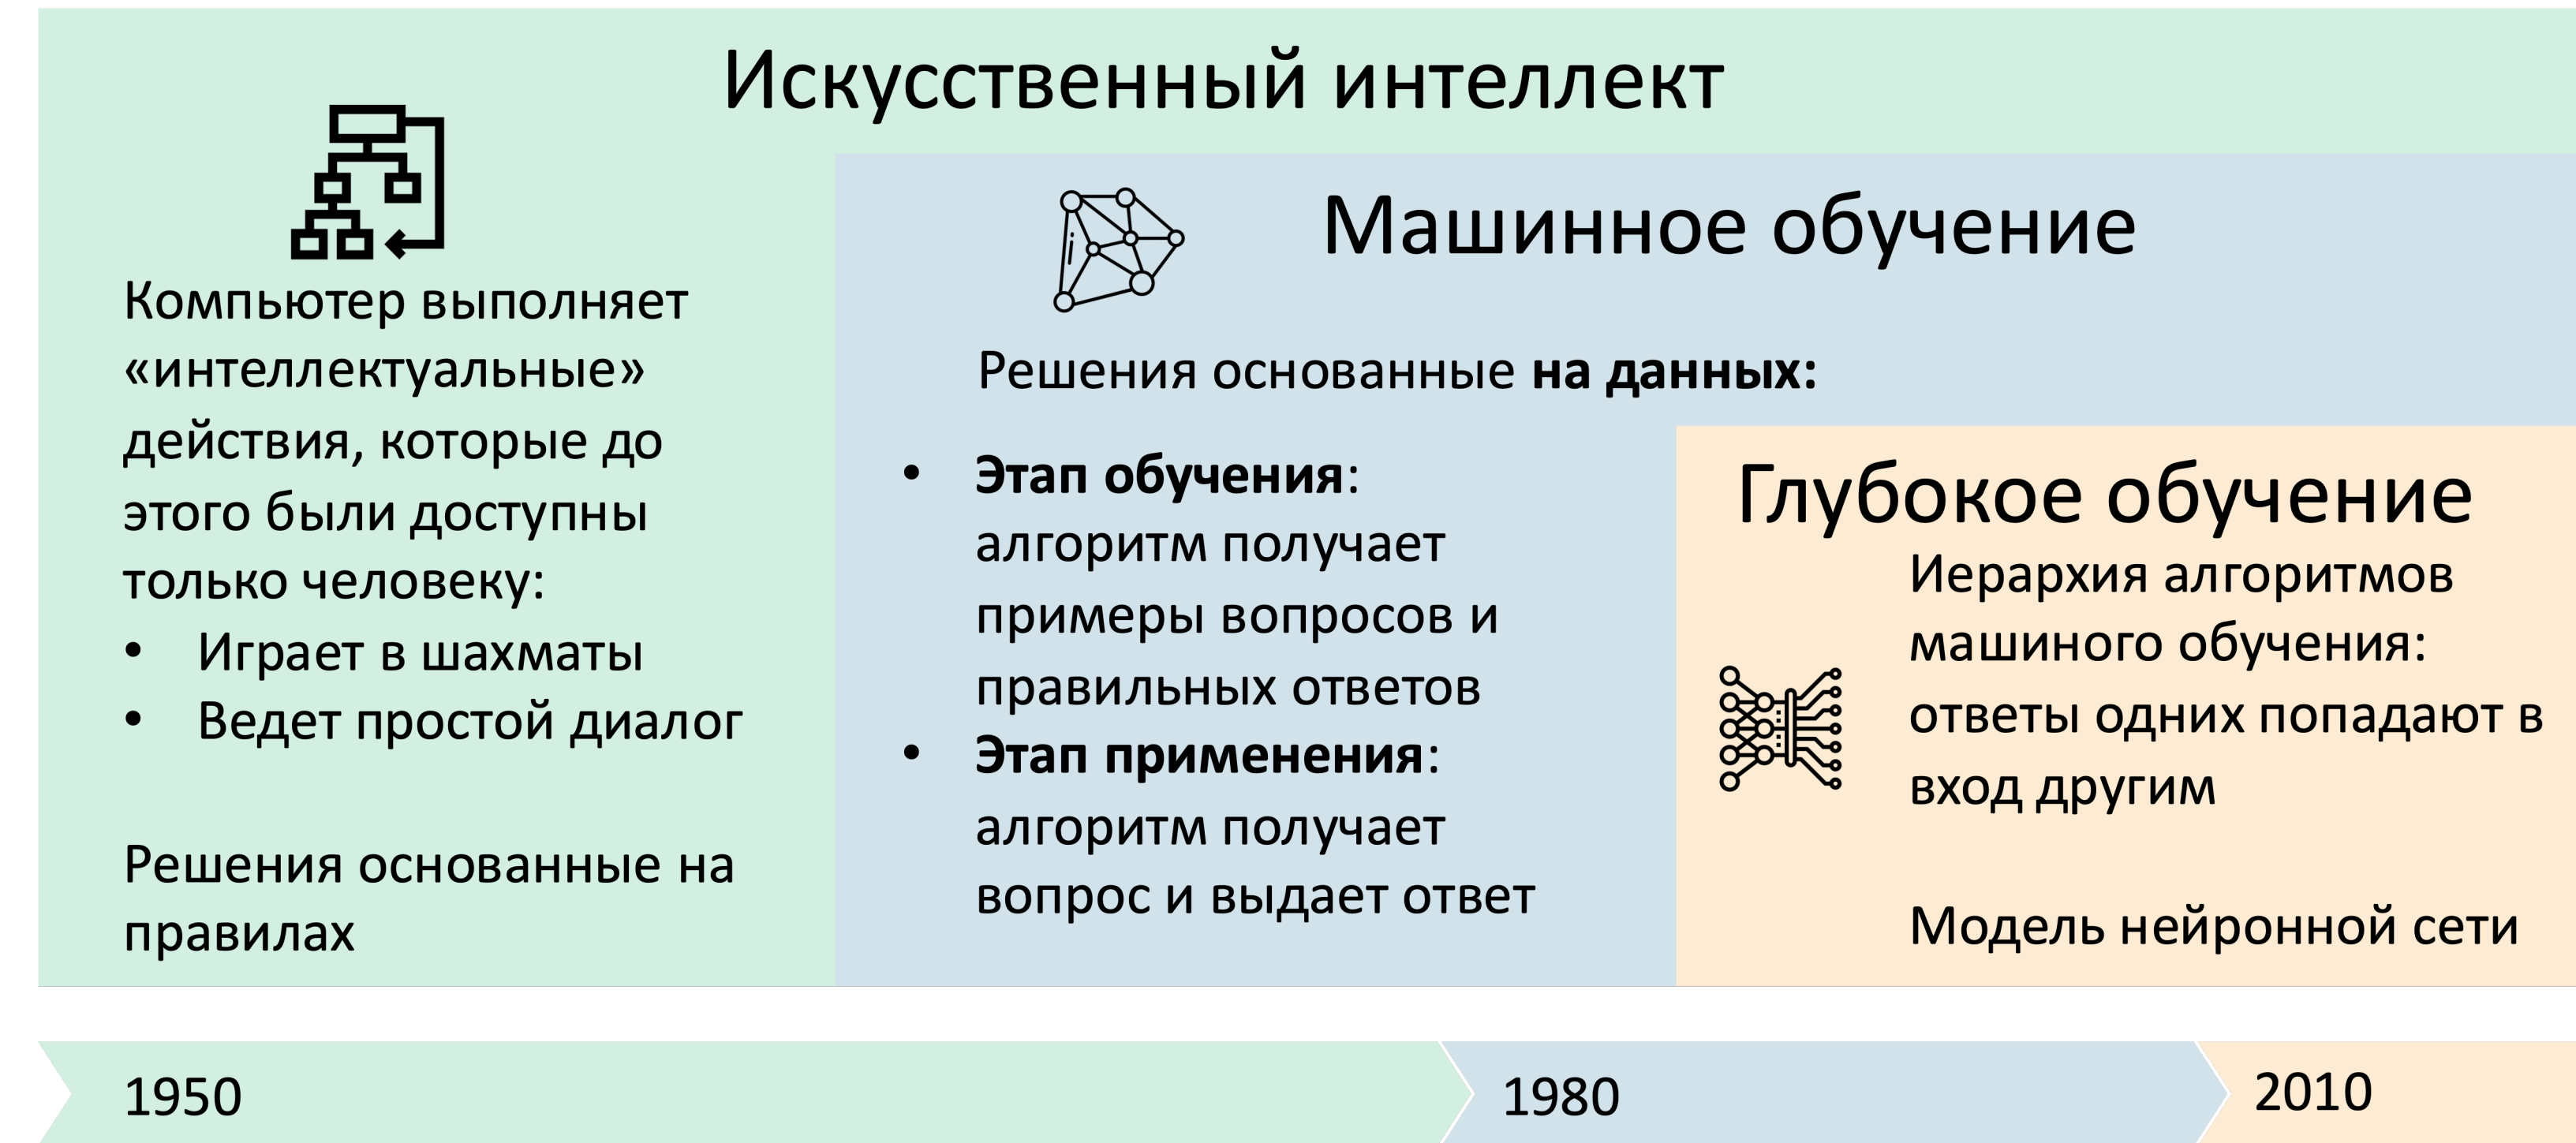 Искусственный интеллект
Компьютер выполняет
«интеллектуальные»
действия, которые до
этого были доступны
только человеку:
• Играет в шахматы
• Ведет простой диалог
Решения основанные на
правилах
Машинное обучение
Решения основанные на данных:
• Этап обучения:
алгоритм получает
примеры вопросов и
правильных ответов
• Этап применения:
алгоритм получает
вопрос и выдает ответ
Глубокое обучение
Иерархия алгоритмов
машиного обучения:
ответы одних попадают в
вход другим
Модель нейронной сети
1950
1980
2010